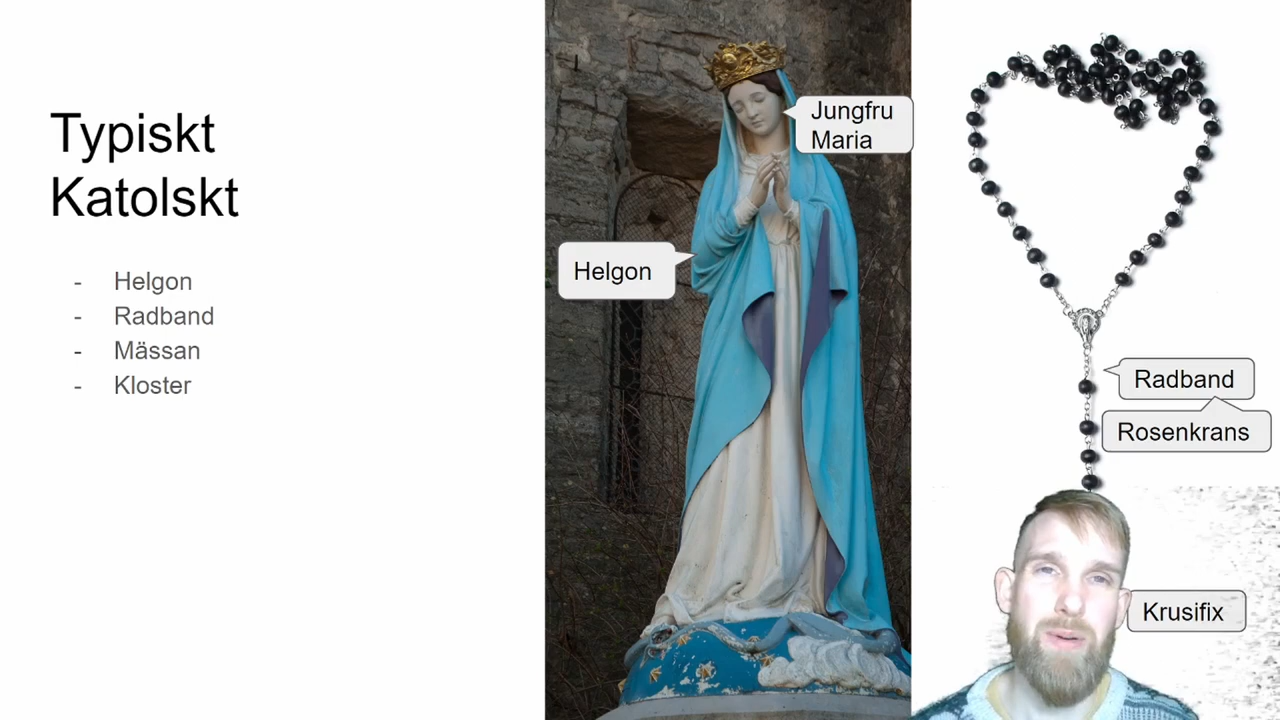 Typiskt
Katolskt
- Helgon
- Radband
- Mässan
- Kloster
Jungfru
Maria
Helgon
Radband
Rosenkrans
Krusifix